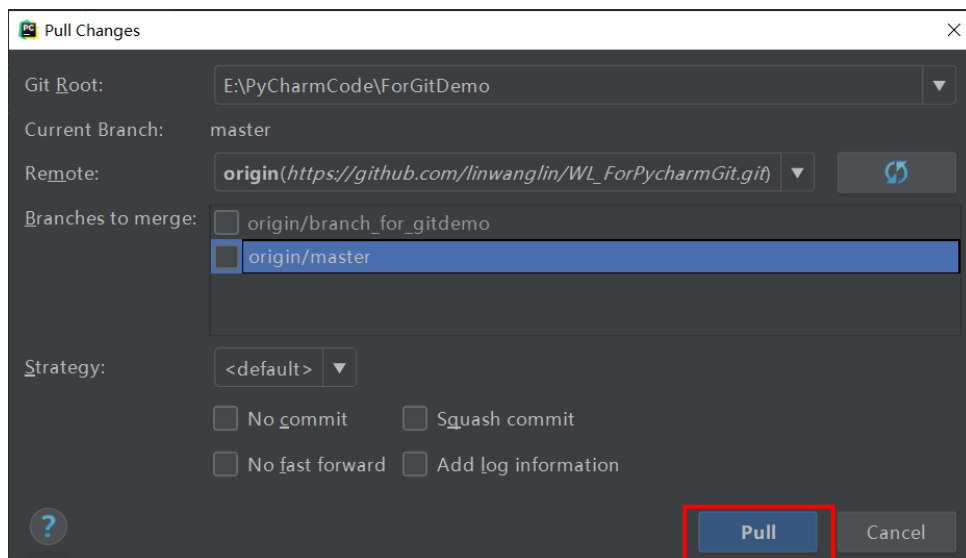 Pull Changes
Git Root: E:\PyCharmCode\ForGitDemo
Current Branch: master
Remote: origin(https://github.com/linwanglin/WL_ForPycharmGit.git)
Branches to merge: origin/branch_for_gitdemo
origin/master
Strategy: <default>
No commit Squash commit
No fast forward Add log information
? Pull Cancel